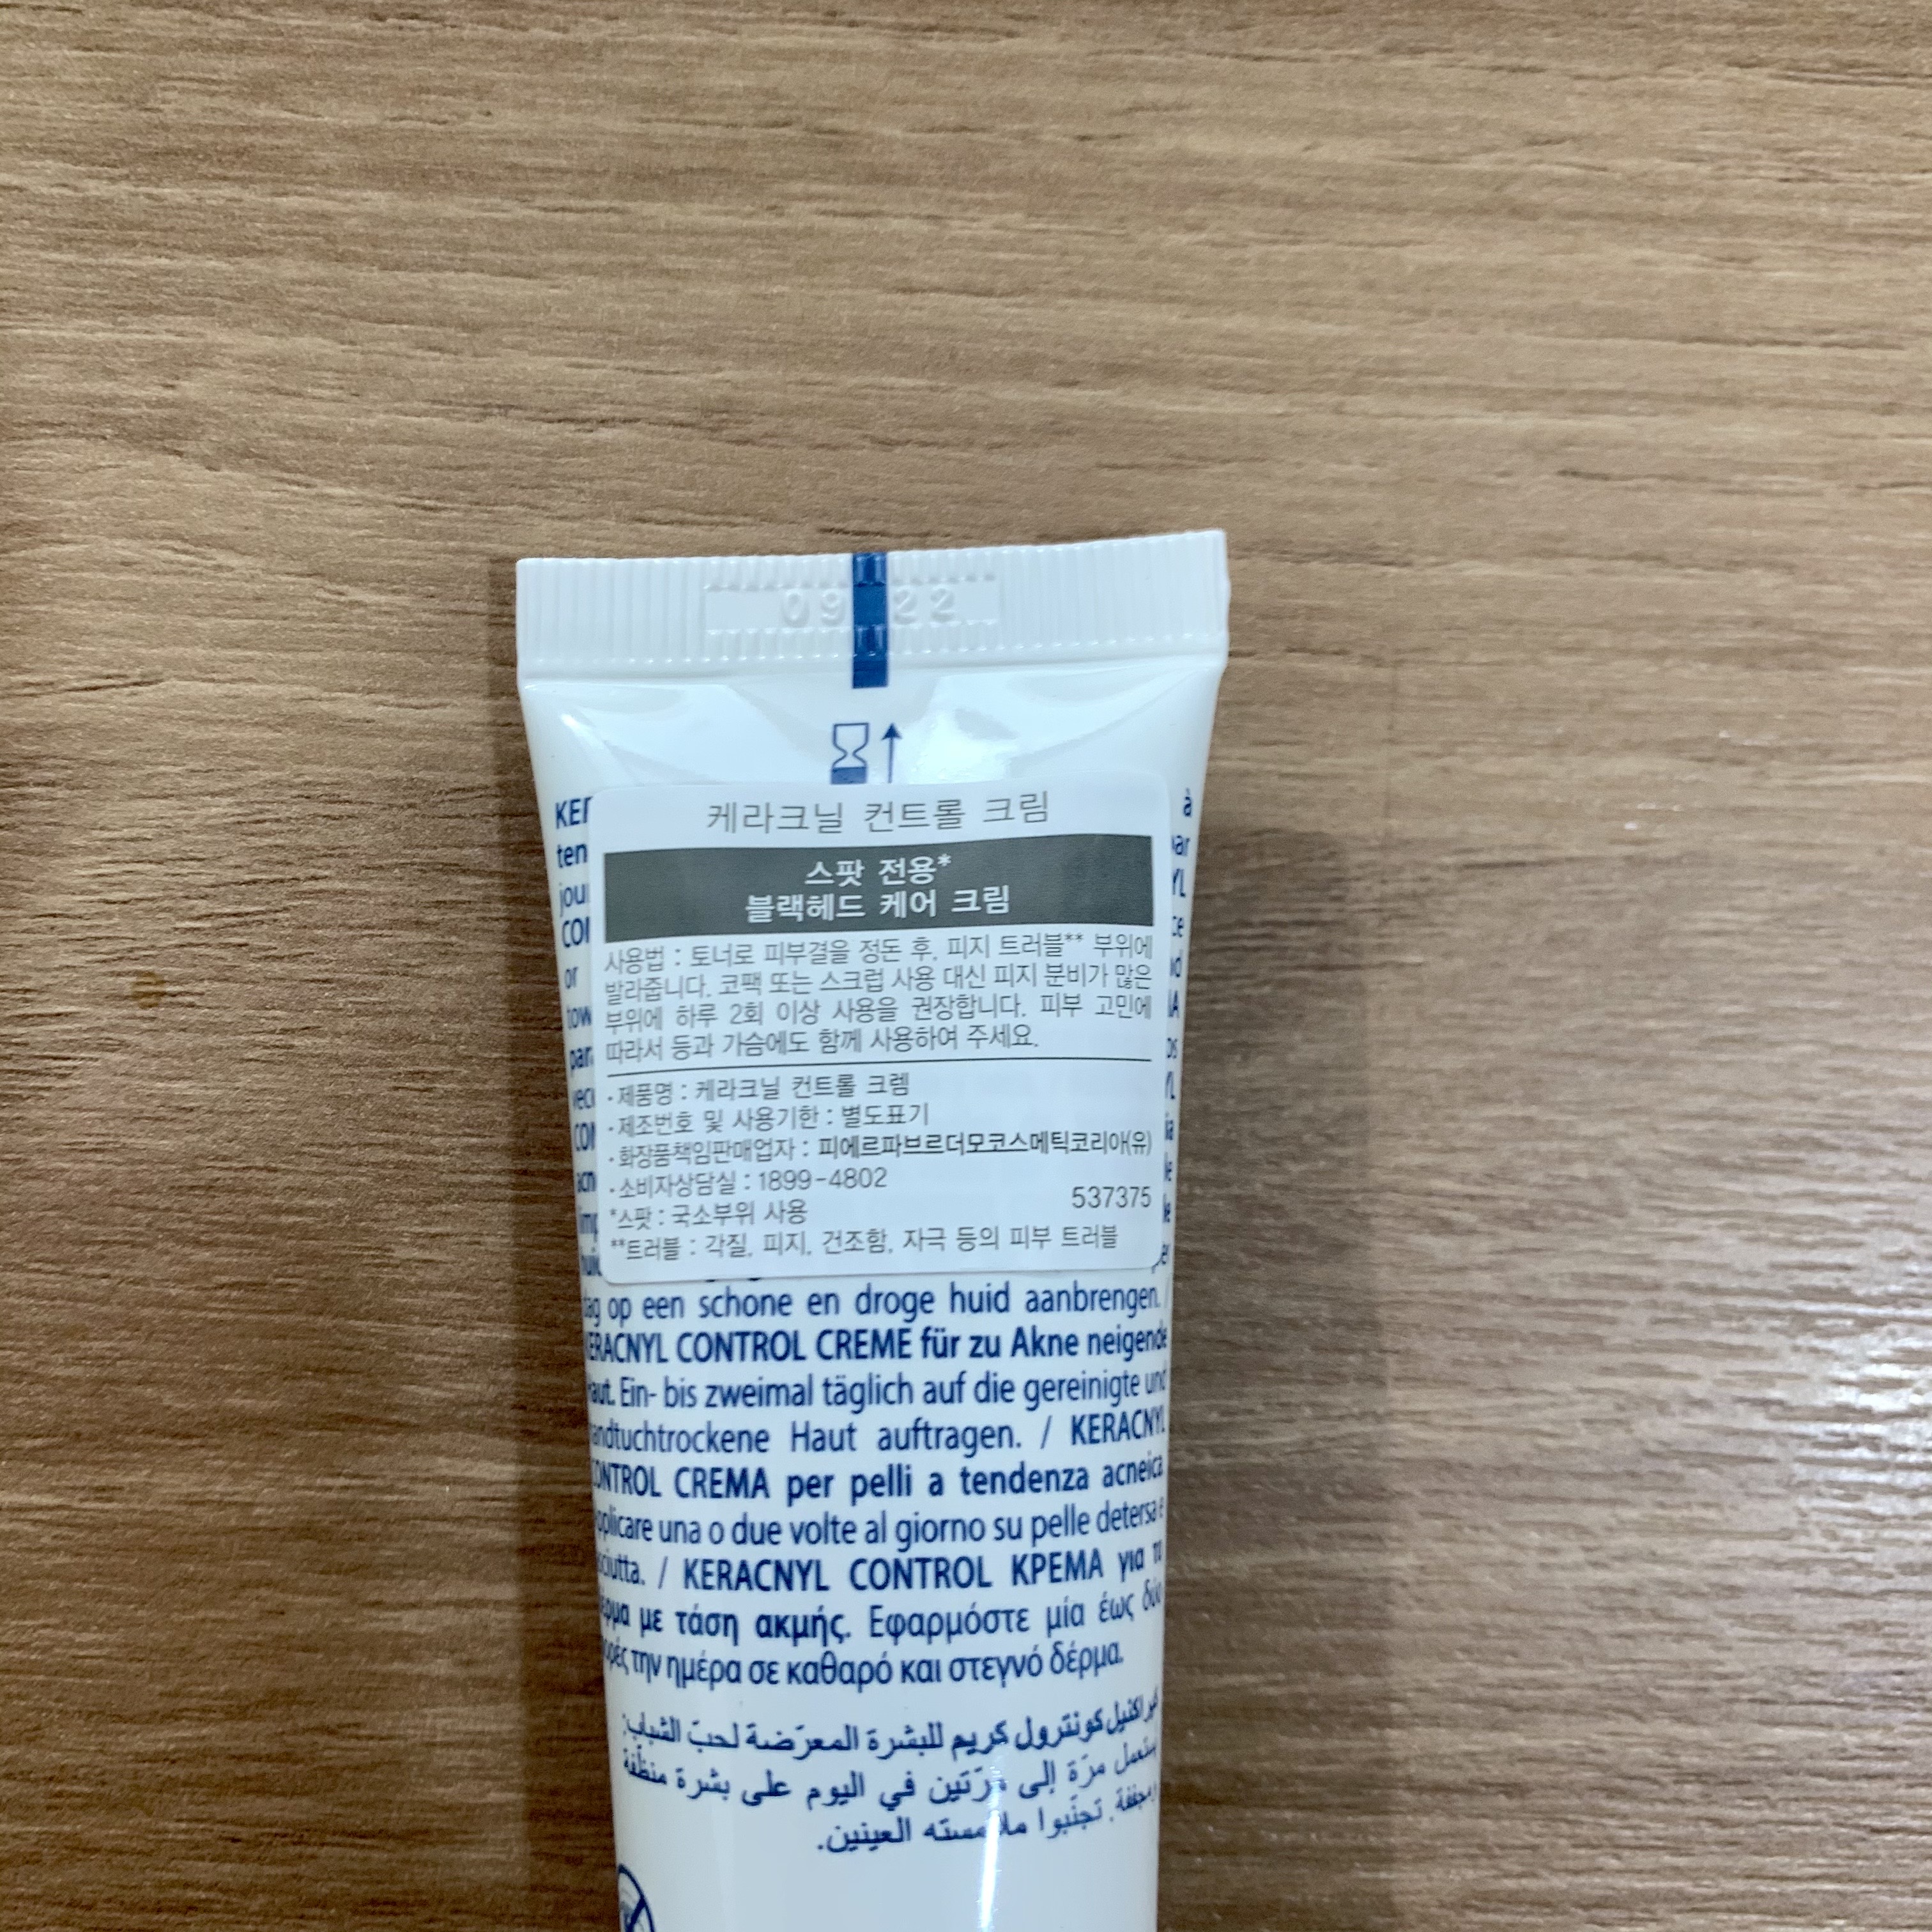 09 22
케라크닐 컨트롤 크림
스팟 전용*
블랙헤드 케어 크림
사용법 : 토너로 피부결을 정돈 후, 피지 트러블** 부위에
발라줍니다. 코팩 또는 스크럽 사용 대신 피지 분비가 많은
부위에 하루 2회 이상 사용을 권장합니다. 피부 고민에
따라서 등과 가슴에도 함께 사용하여 주세요.
· 제품명 : 케라크닐 컨트롤 크렘
· 제조번호 및 사용기한 : 별도표기
· 화장품책임판매업자 : 피에르파브르더모코스메틱코리아(유)
· 소비자상담실 : 1899-4802
*스팟 : 국소부위 사용 537375
**트러블 : 각질, 피지, 건조함, 자극 등의 피부 트러블
op een schone en droge huid aanbrengen. /
KERACNYL CONTROL CREME für zu Akne neigende
Haut. Ein- bis zweimal täglich auf die gereinigte und
handtuchtrockene Haut auftragen. / KERACNYL
CONTROL CREMA per pelli a tendenza acneica.
Applicare una o due volte al giorno su pelle detersa e
asciutta. / KERACNYL CONTROL ΚΡΕΜΑ για το
δέρμα με τάση ακμής. Εφαρμόστε μία έως δύο
φορές την ημέρα σε καθαρό και στεγνό δέρμα.
كيراكنيل كونترول كريم للبشرة المعرّضة لحبّ الشباب:
يستعمل مرّة إلى مرّتين في اليوم على بشرة منظّفة
ومجفّفة. تجنّبوا ملامسته العينين.